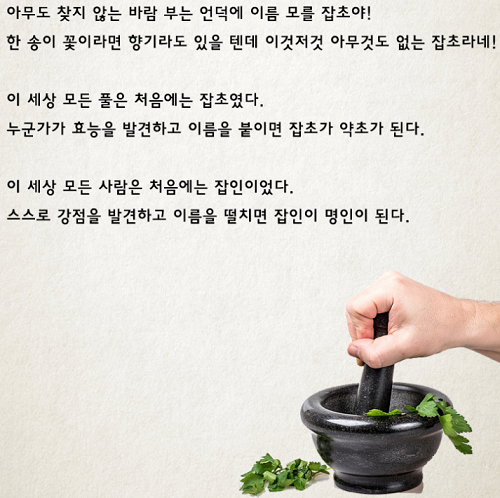 아무도 찾지 않는 바람 부는 언덕에 이름 모를 잡초야!
한 송이 꽃이라면 향기라도 있을 텐데 이것저것 아무것도 없는 잡초라네!
이 세상 모든 풀은 처음에는 잡초였다.
누군가가 효능을 발견하고 이름을 붙이면 잡초가 약초가 된다.
이 세상 모든 사람은 처음에는 잡인이었다.
스스로 강점을 발견하고 이름을 떨치면 잡인이 명인이 된다.